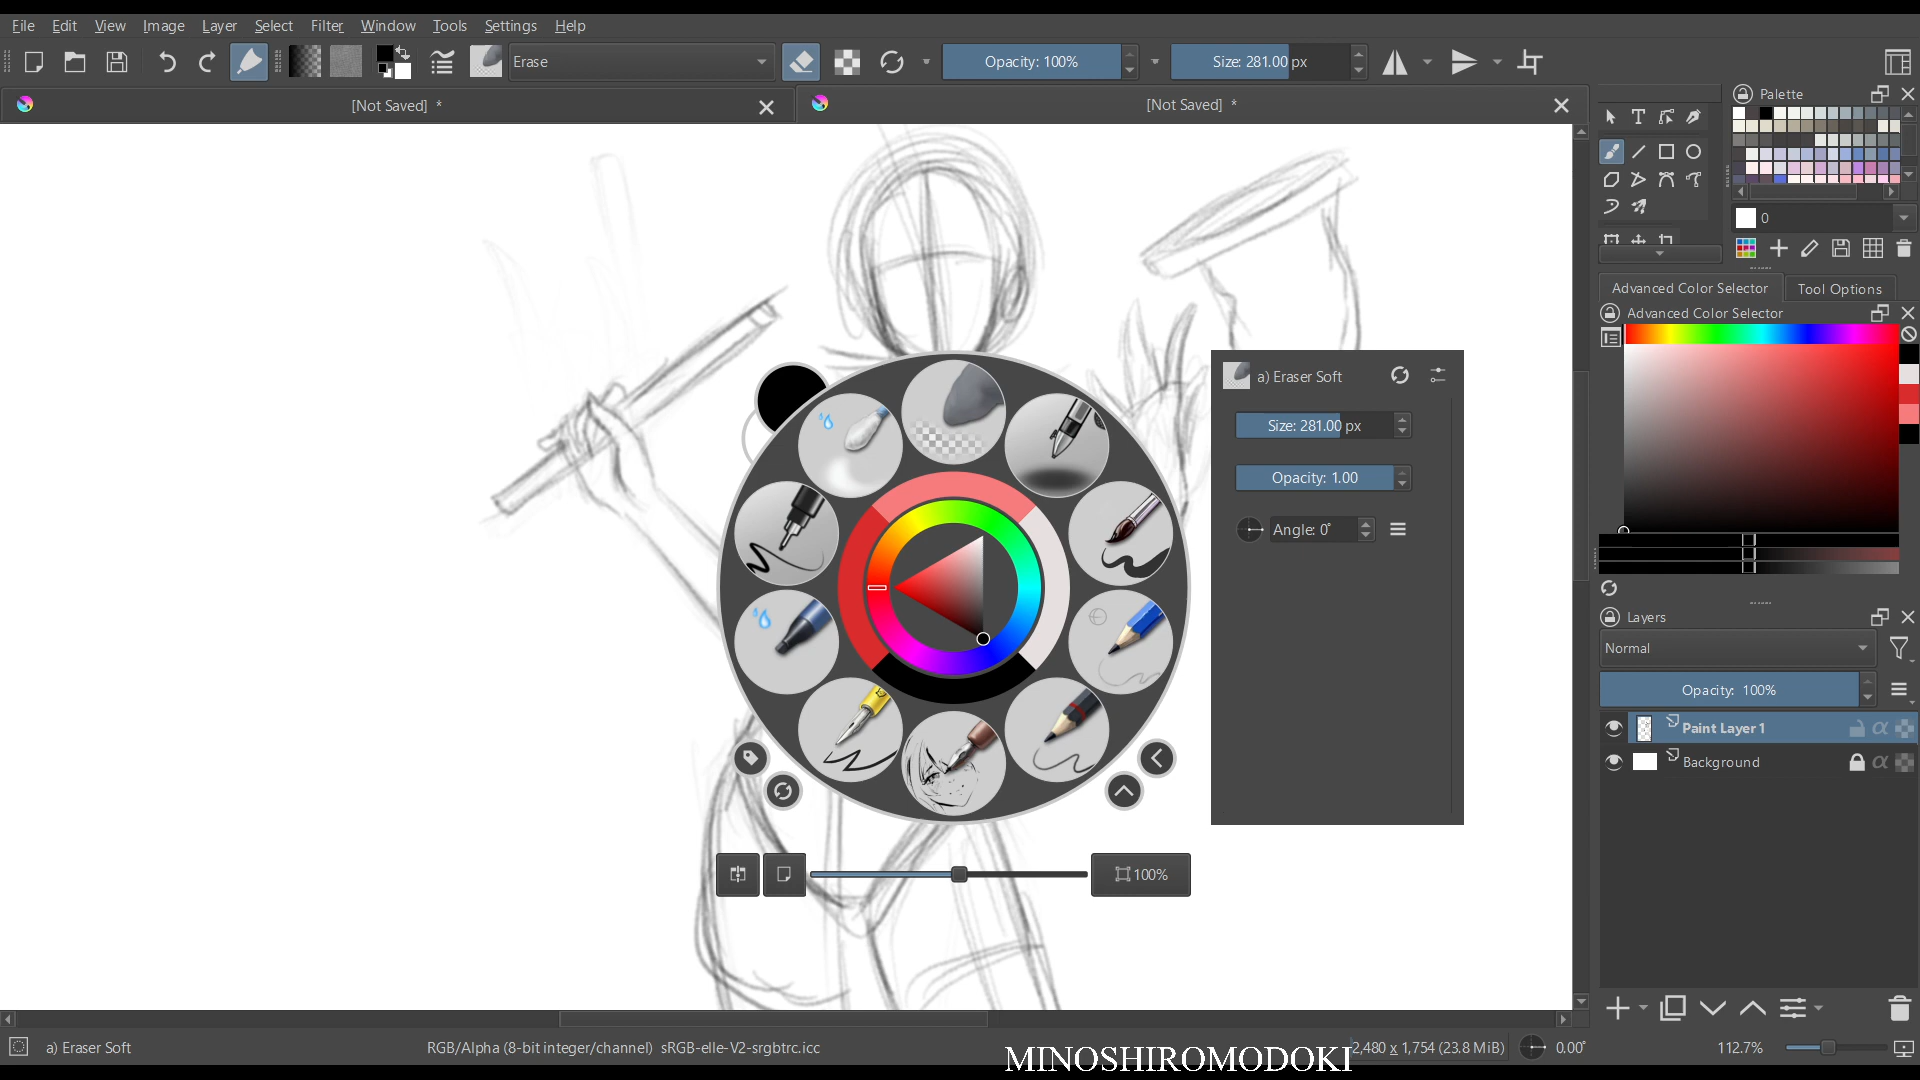 File Edit View Image Layer Select Filter Window Tools Settings Help
Erase Opacity: 100% Size: 281.00 px
[Not Saved] * [Not Saved] *
Palette
0
Advanced Color Selector Tool Options
Advanced Color Selector
a) Eraser Soft
Size: 281.00 px
Opacity: 1.00
Angle: 0°
Layers
Normal
Opacity: 100%
Paint Layer 1
Background
100%
a) Eraser Soft RGB/Alpha (8-bit integer/channel) sRGB-elle-V2-srgbtrc.icc 2,480 x 1,754 (23.8 MiB) 0.00° 112.7%
MINOSHIROMODOKI